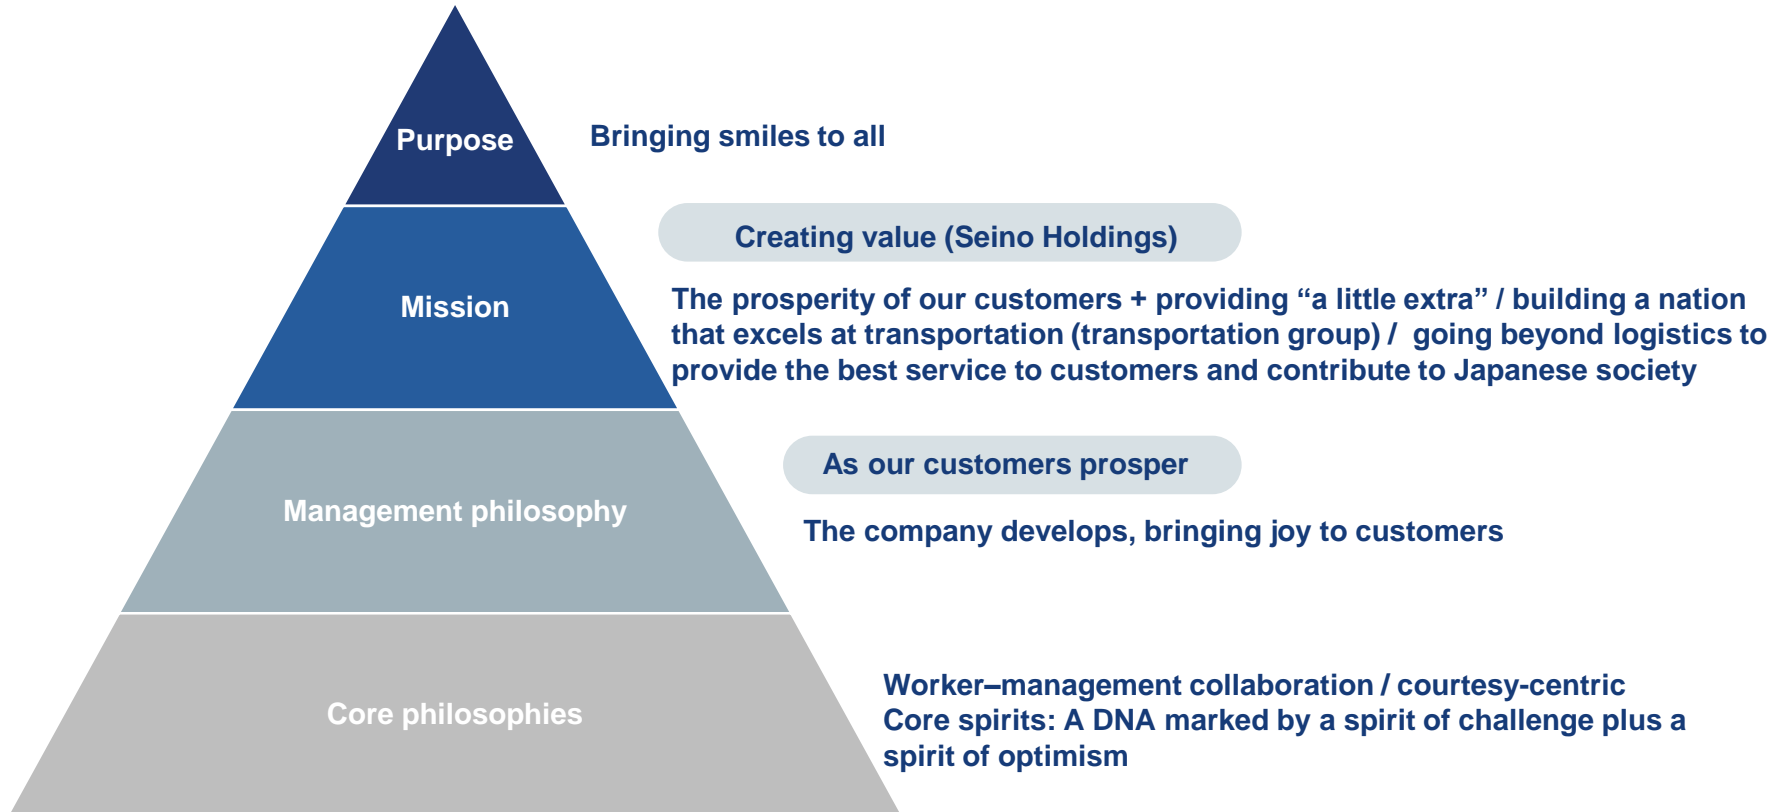 Purpose
Bringing smiles to all
Creating value (Seino Holdings)
Mission
The prosperity of our customers + providing “a little extra” / building a nation
that excels at transportation (transportation group) / going beyond logistics to
provide the best service to customers and contribute to Japanese society
As our customers prosper
Management philosophy
The company develops, bringing joy to customers
Core philosophies
Worker–management collaboration / courtesy-centric
Core spirits: A DNA marked by a spirit of challenge plus a
spirit of optimism